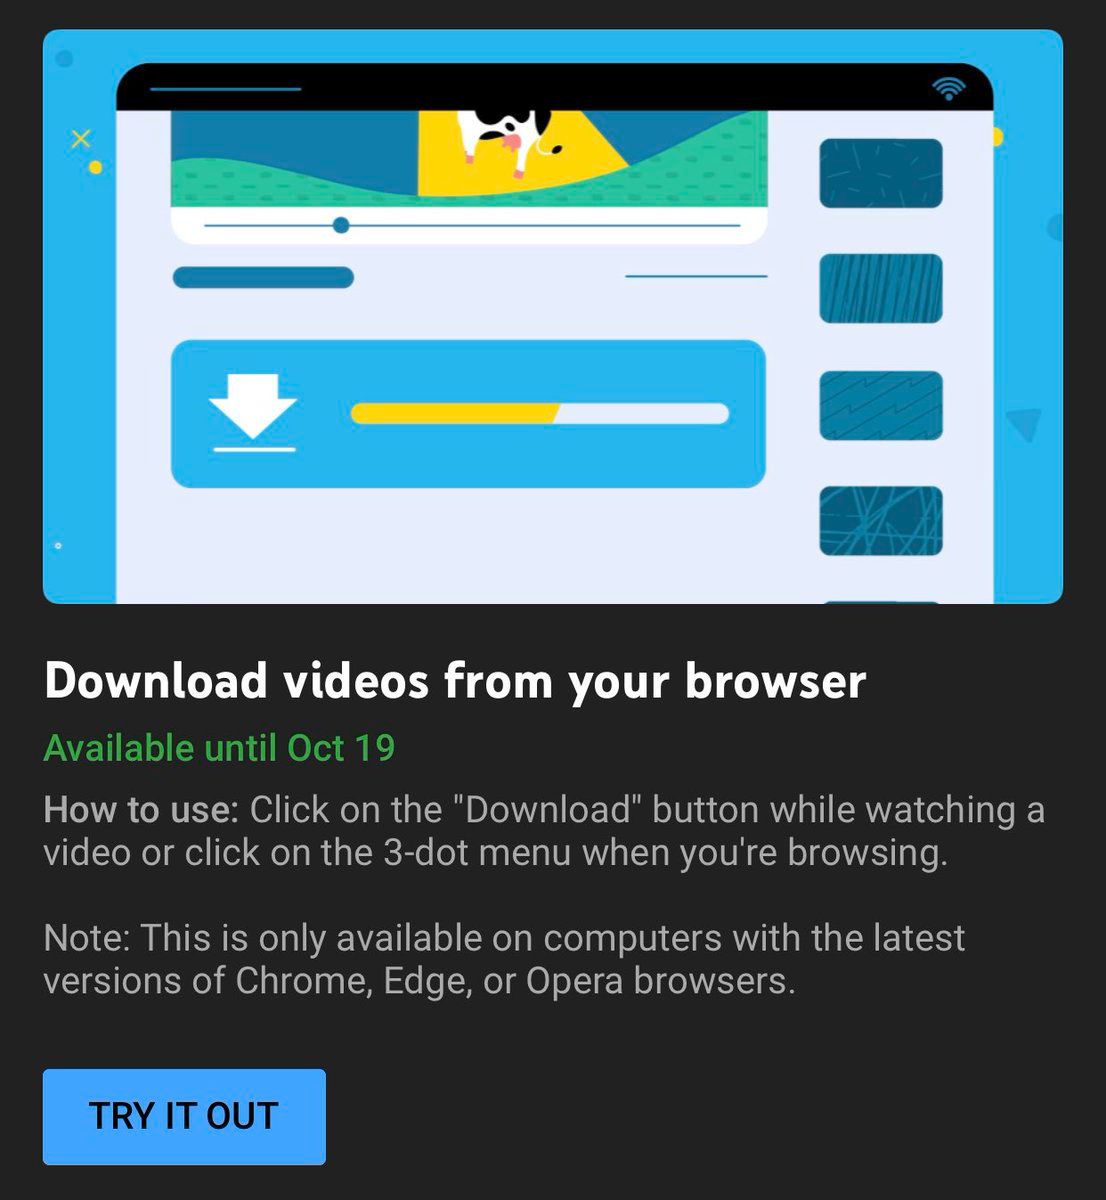 Download videos from your browser
Available until Oct 19
How to use: Click on the "Download" button while watching a
video or click on the 3-dot menu when you're browsing.
Note: This is only available on computers with the latest
versions of Chrome, Edge, or Opera browsers.
TRY IT OUT